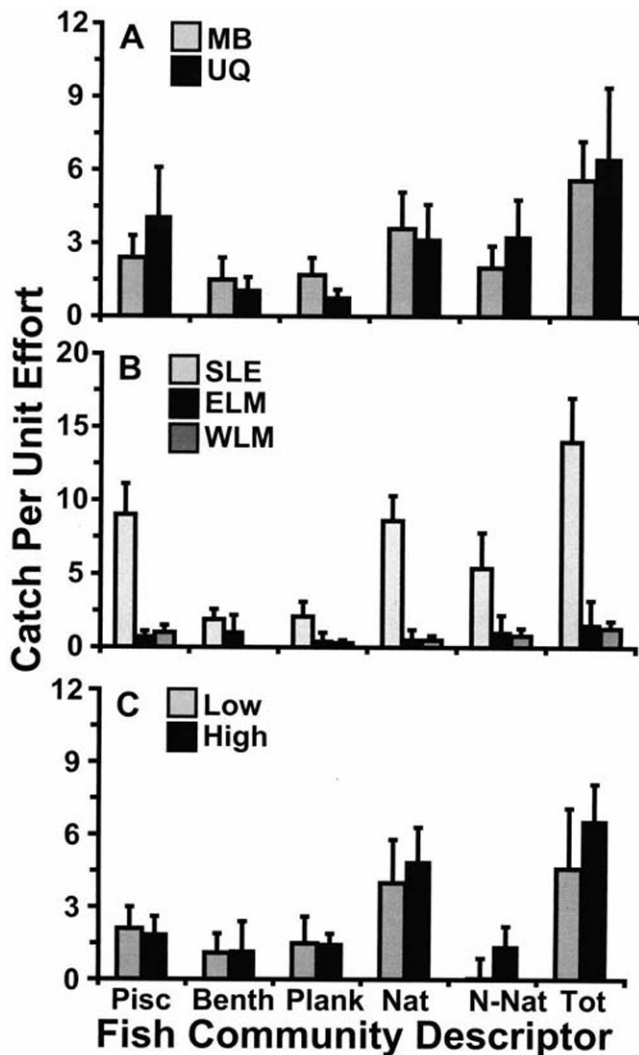 12
A MB
UQ
9
6
3
0
20
B SLE
ELM
WLM
15
10
5
0
12
C Low
High
9
6
3
0
Catch Per Unit Effort
Pisc Benth Plank Nat N-Nat Tot
Fish Community Descriptor